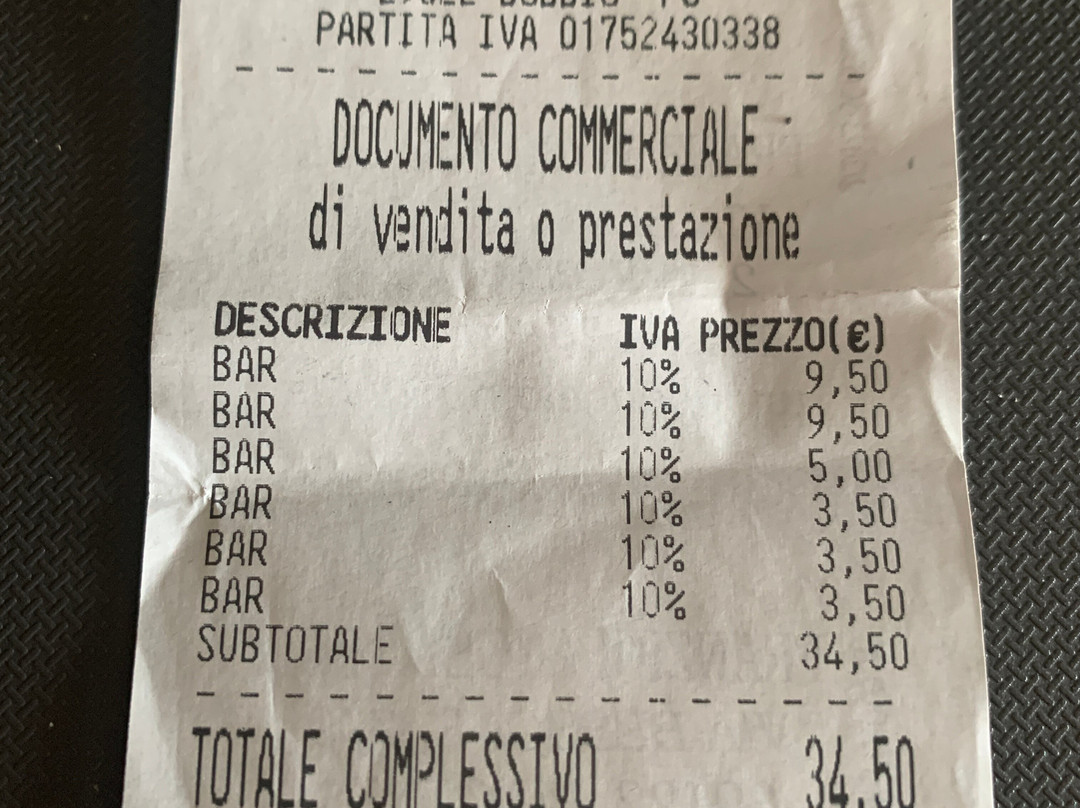 PARTITA IVA 01752430338
DOCUMENTO COMMERCIALE
di vendita o prestazione
DESCRIZIONE IVA PREZZO(€)
BAR 10% 9,50
BAR 10% 9,50
BAR 10% 5,00
BAR 10% 3,50
BAR 10% 3,50
BAR 10% 3,50
SUBTOTALE 34,50
TOTALE COMPLESSIVO 34,50